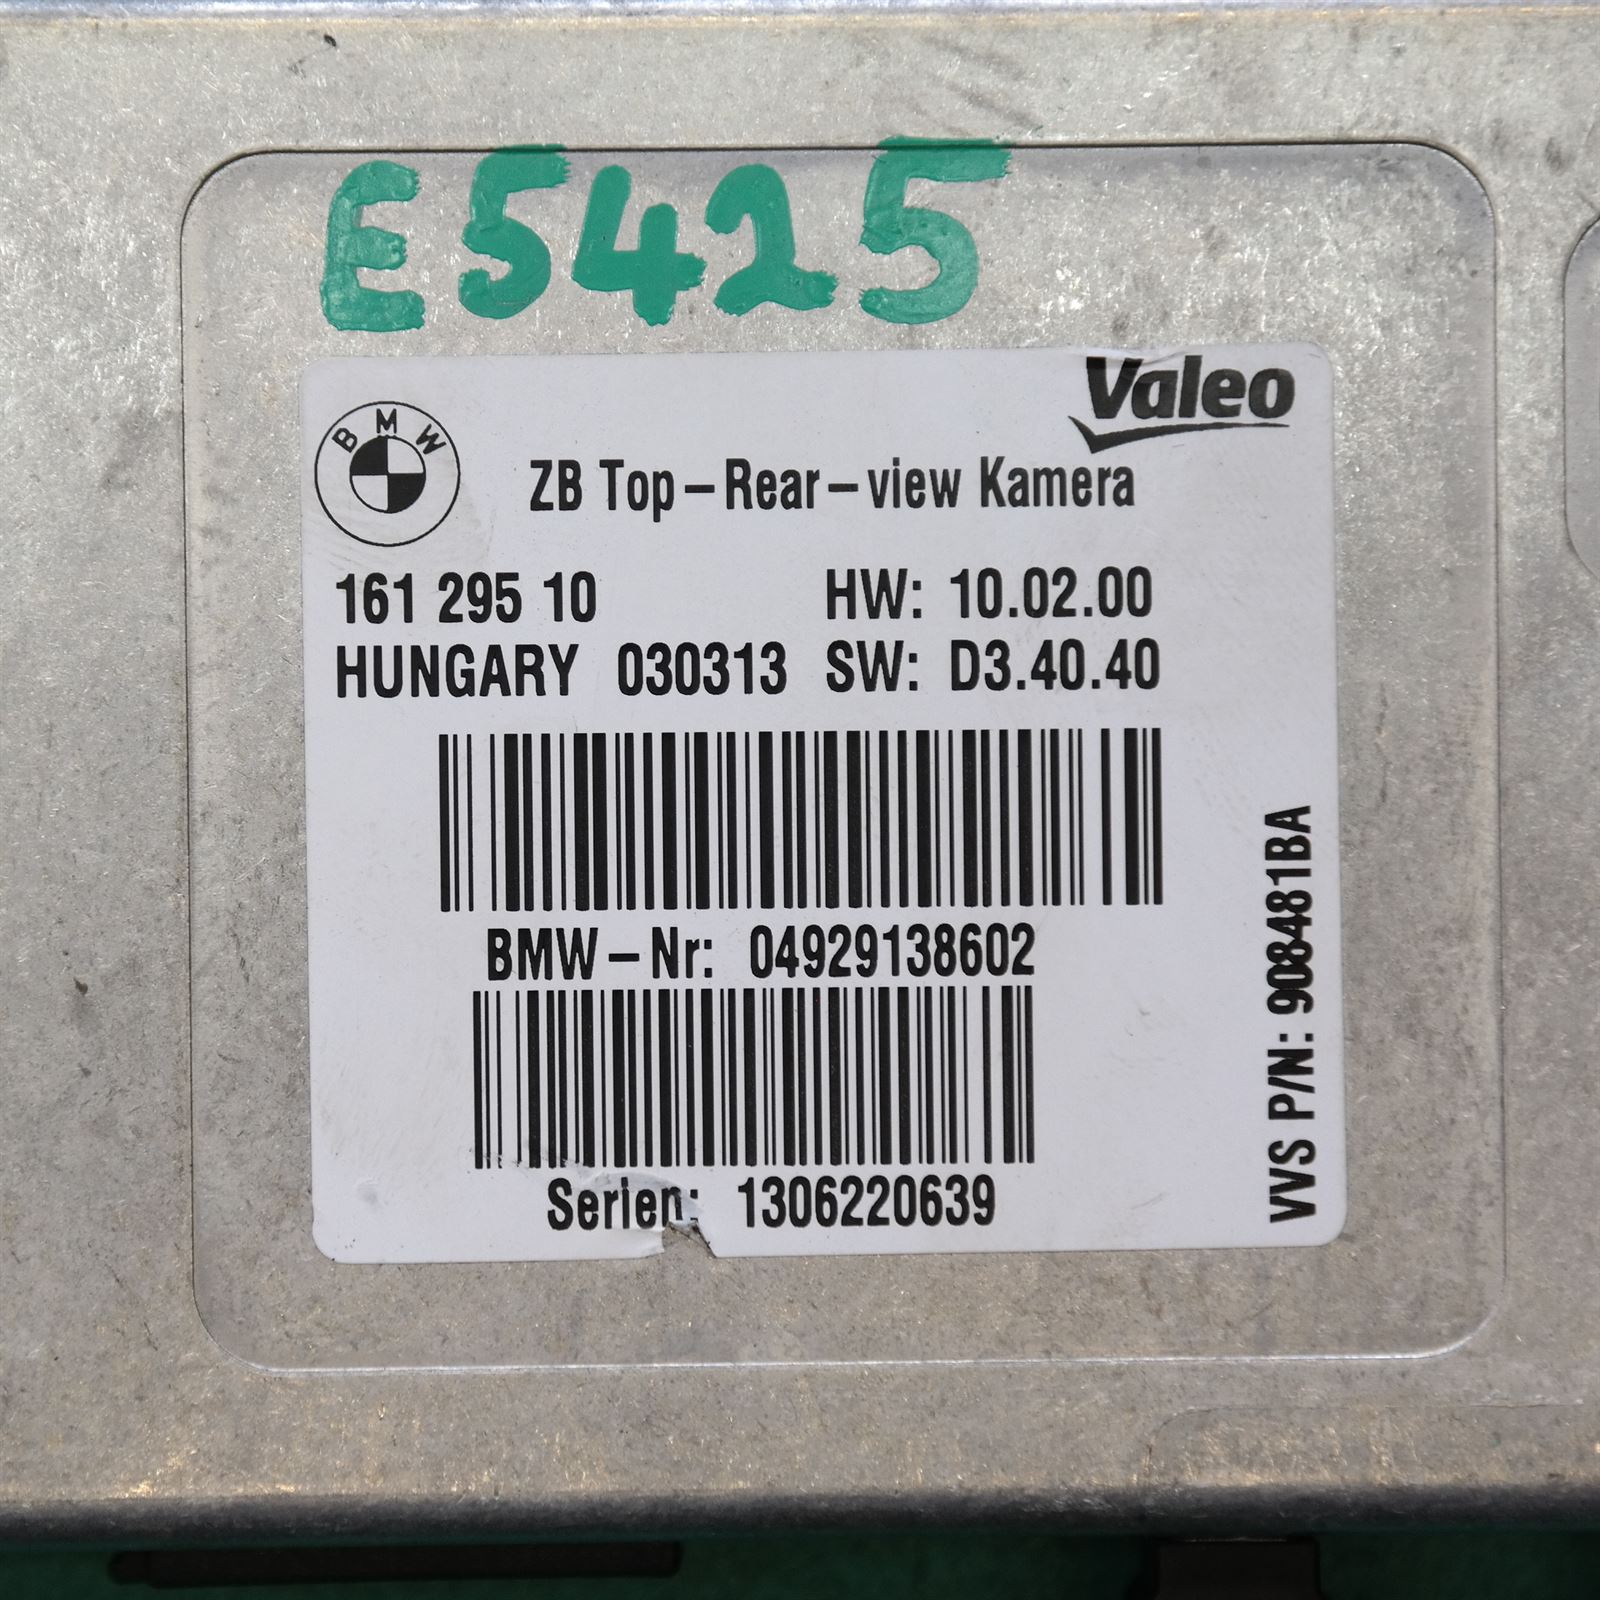 E5425
Valeo
BMW
ZB Top-Rear-view Kamera
161 295 10 HW: 10.02.00
HUNGARY 030313 SW: D3.40.40
BMW-Nr: 04929138602
Serien: 1306220639
VVS P/N: 908481BA